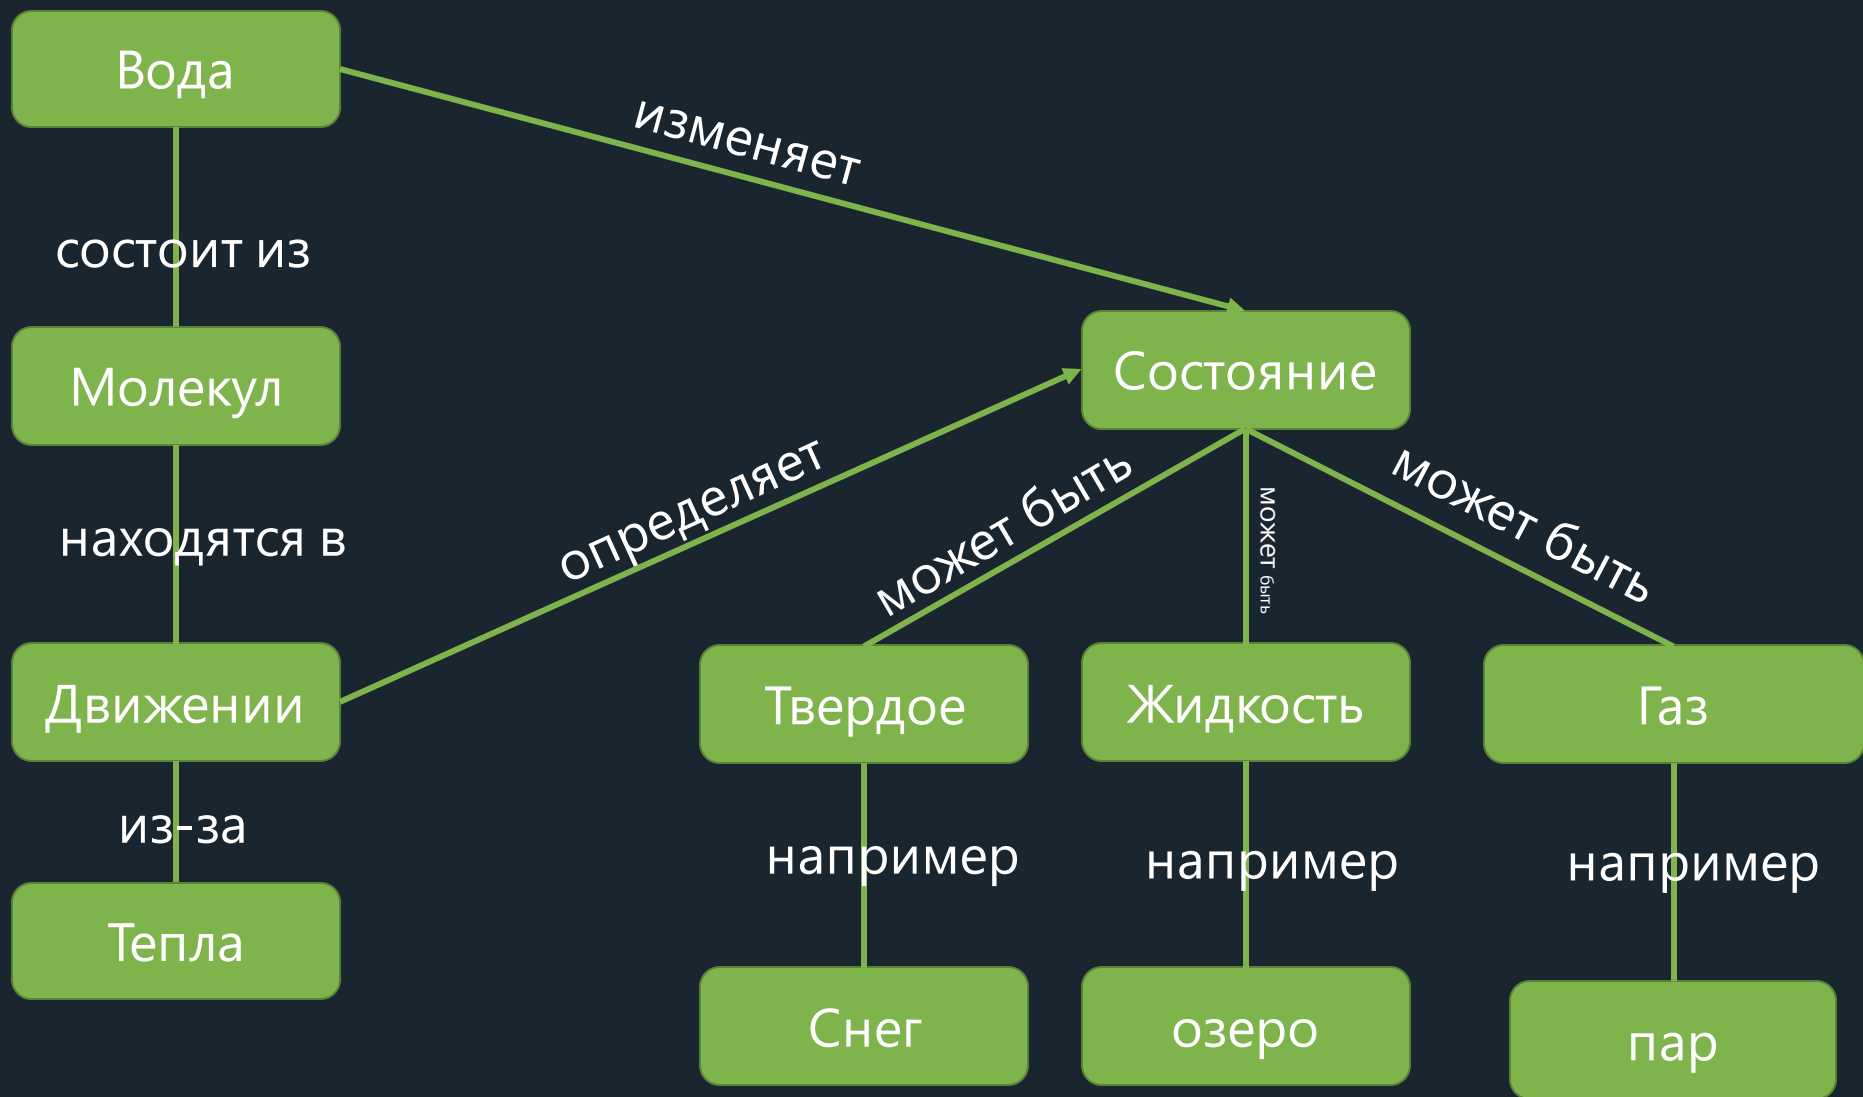 Вода
изменяет
состоит из
Состояние
Молекул
определяет
может быть
может быть
может быть
находятся в
Движении
Твердое
Жидкость
Газ
из-за
например
например
например
Тепла
Снег
озеро
пар